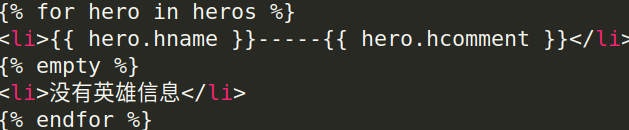 {% for hero in heros %}
<li>{{ hero.hname }}-----{{ hero.hcomment }}</li>
{% empty %}
<li>没有英雄信息</li>
{% endfor %}